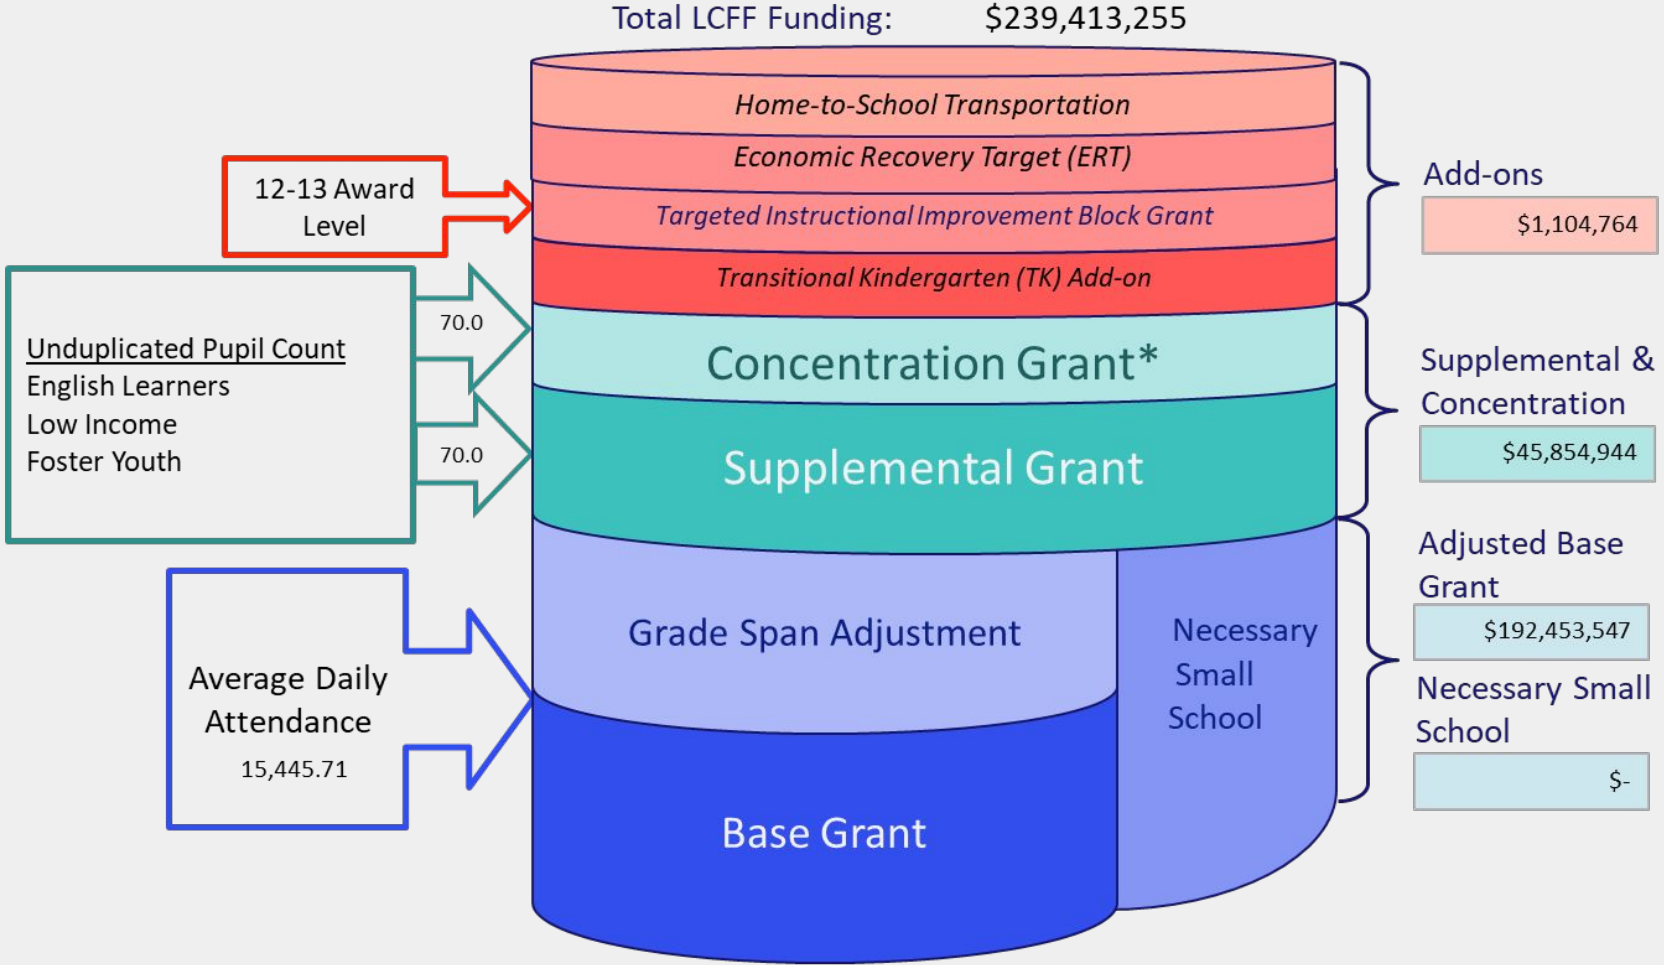 Total LCFF Funding: $239,413,255
Home-to-School Transportation
Economic Recovery Target (ERT)
Targeted Instructional Improvement Block Grant
Transitional Kindergarten (TK) Add-on
Concentration Grant*
Supplemental Grant
Grade Span Adjustment
Base Grant
Necessary
Small
School
12-13 Award
Level
Unduplicated Pupil Count
English Learners
Low Income
Foster Youth
70.0
70.0
Average Daily
Attendance
15,445.71
Add-ons
$1,104,764
Supplemental &
Concentration
$45,854,944
Adjusted Base
Grant
$192,453,547
Necessary Small
School
$-